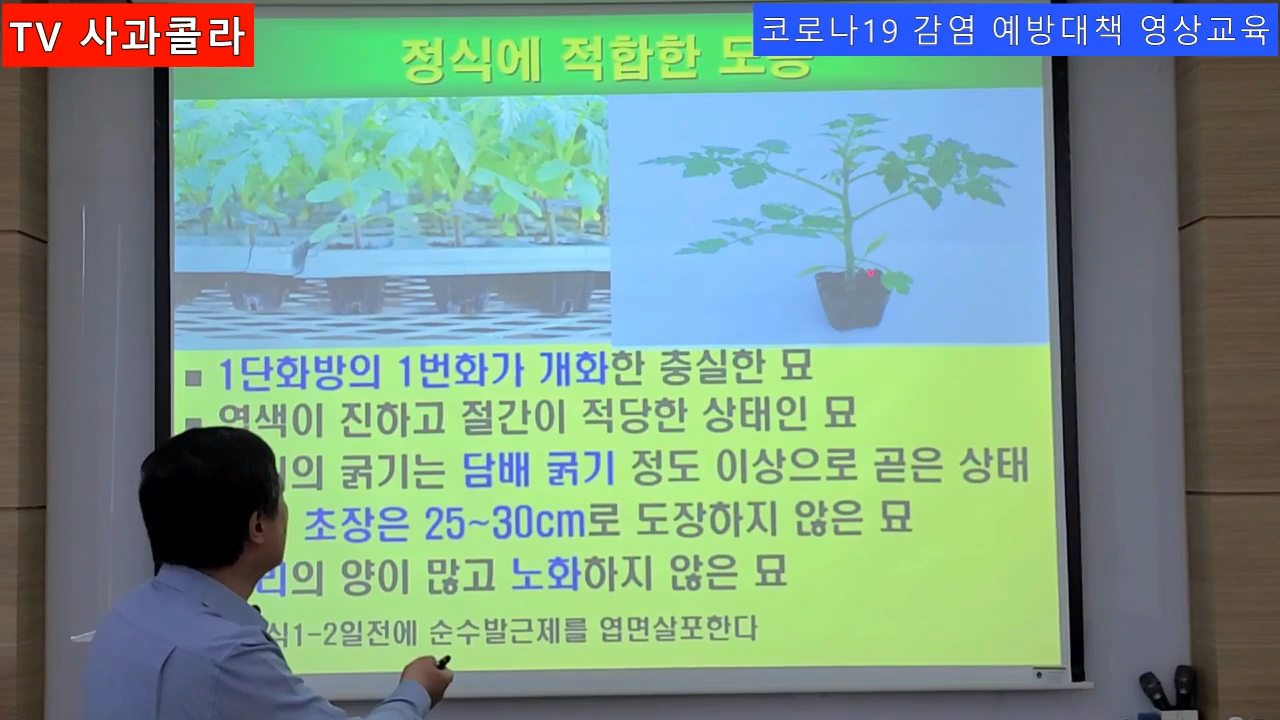 TV 사과콜라
코로나19 감염 예방대책 영상교육
정식에 적합한
1단화방의 1번화가 개화한 충실한 묘
엽색이 진하고 절간이 적당한 상태인 묘
굵기는 담배 굵기 정도 이상으로 곧은 상태
초장은 25~30cm로 도장하지 않은 묘
양이 많고 노화하지 않은 묘
1-2일전에 순수발근제를 엽면살포한다